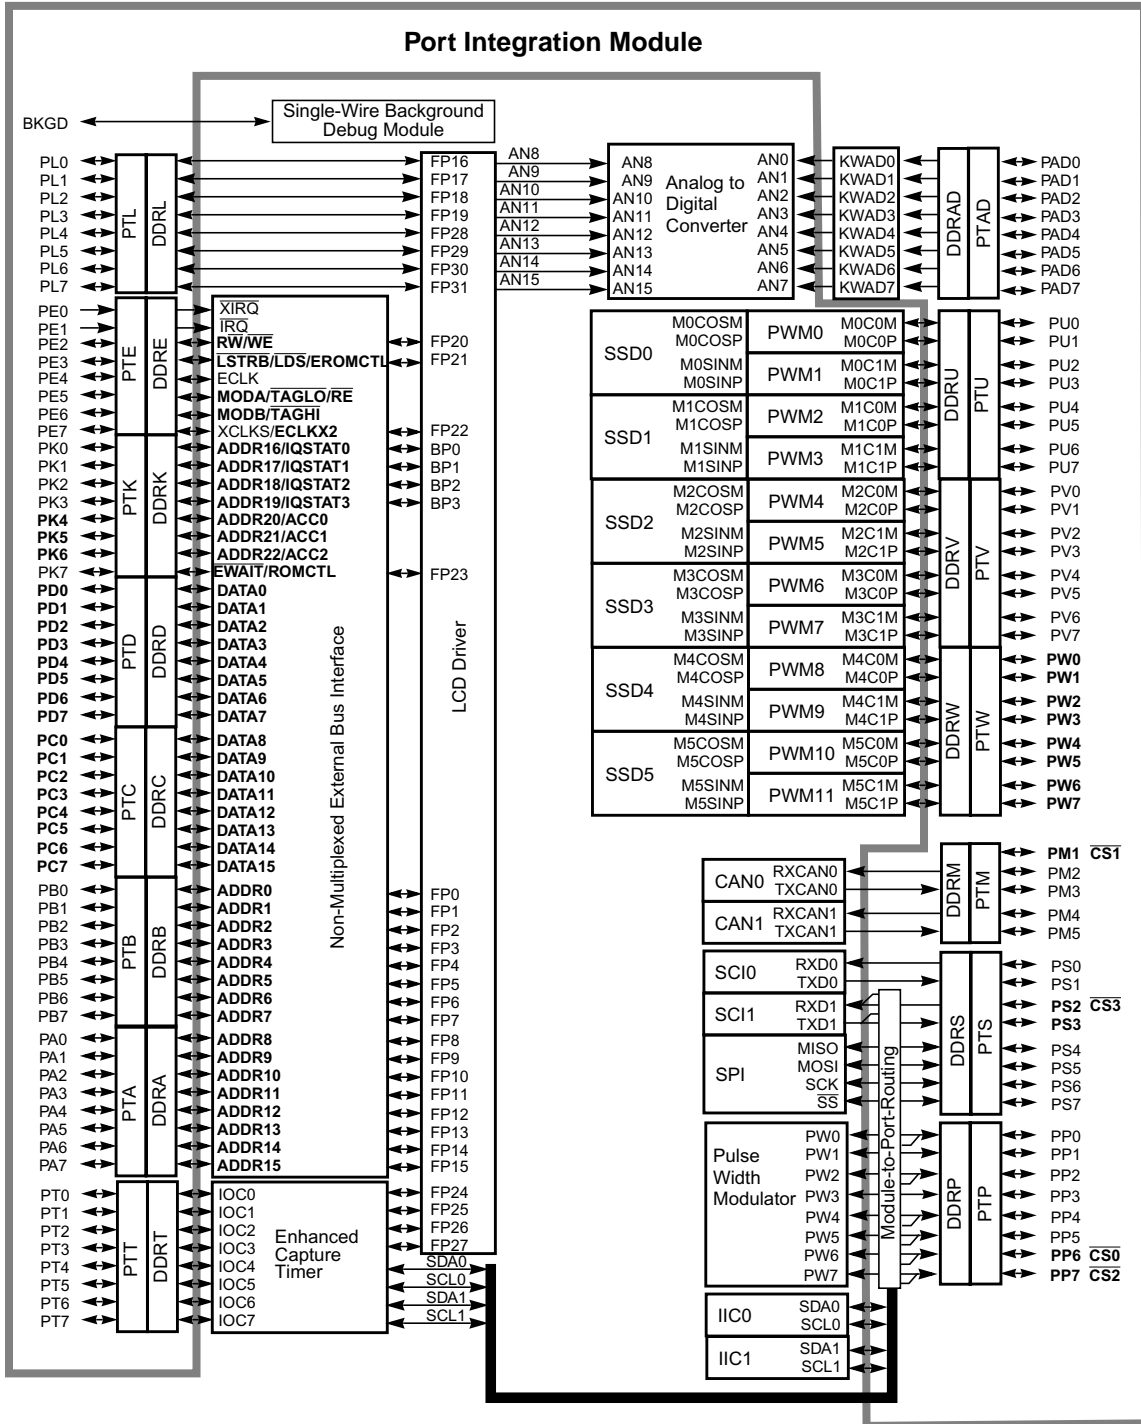 Port Integration Module
BKGD
Single-Wire Background
Debug Module
PL0
PL1
PL2
PL3
PL4
PL5
PL6
PL7
PTL
DDRL
FP16
FP17
FP18
FP19
FP28
FP29
FP30
FP31
AN8
AN9
AN10
AN11
AN12
AN13
AN14
AN15
AN8
AN9
AN10
AN11
AN12
AN13
AN14
AN15
Analog to
Digital
Converter
AN0
AN1
AN2
AN3
AN4
AN5
AN6
AN7
KWAD0
KWAD1
KWAD2
KWAD3
KWAD4
KWAD5
KWAD6
KWAD7
DDRAD
PTAD
PAD0
PAD1
PAD2
PAD3
PAD4
PAD5
PAD6
PAD7
PE0
PE1
PE2
PE3
PE4
PE5
PE6
PE7
PTE
DDRE
XIRQ
IRQ
RW/WE
LSTRB/LDS/EROMCTL
ECLK
MODA/TAGLO/RE
MODB/TAGHI
XCLKS/ECLKX2
FP20
FP21
FP22
PK0
PK1
PK2
PK3
PK4
PK5
PK6
PK7
PTK
DDRK
ADDR16/IQSTAT0
ADDR17/IQSTAT1
ADDR18/IQSTAT2
ADDR19/IQSTAT3
ADDR20/ACC0
ADDR21/ACC1
ADDR22/ACC2
EWAIT/ROMCTL
BP0
BP1
BP2
BP3
FP23
PD0
PD1
PD2
PD3
PD4
PD5
PD6
PD7
PTD
DDRD
DATA0
DATA1
DATA2
DATA3
DATA4
DATA5
DATA6
DATA7
PC0
PC1
PC2
PC3
PC4
PC5
PC6
PC7
PTC
DDRC
DATA8
DATA9
DATA10
DATA11
DATA12
DATA13
DATA14
DATA15
Non-Multiplexed External Bus Interface
LCD Driver
PB0
PB1
PB2
PB3
PB4
PB5
PB6
PB7
PTB
DDRB
ADDR0
ADDR1
ADDR2
ADDR3
ADDR4
ADDR5
ADDR6
ADDR7
FP0
FP1
FP2
FP3
FP4
FP5
FP6
FP7
PA0
PA1
PA2
PA3
PA4
PA5
PA6
PA7
PTA
DDRA
ADDR8
ADDR9
ADDR10
ADDR11
ADDR12
ADDR13
ADDR14
ADDR15
FP8
FP9
FP10
FP11
FP12
FP13
FP14
FP15
PT0
PT1
PT2
PT3
PT4
PT5
PT6
PT7
PTT
DDRT
IOC0
IOC1
IOC2
IOC3
IOC4
IOC5
IOC6
IOC7
Enhanced
Capture
Timer
FP24
FP25
FP26
FP27
SDA0
SCL0
SDA1
SCL1
SSD0
M0COSM
M0COSP
M0SINM
M0SINP
PWM0
PWM1
M0C0M
M0C0P
M0C1M
M0C1P
SSD1
M1COSM
M1COSP
M1SINM
M1SINP
PWM2
PWM3
M1C0M
M1C0P
M1C1M
M1C1P
DDRU
PTU
PU0
PU1
PU2
PU3
PU4
PU5
PU6
PU7
SSD2
M2COSM
M2COSP
M2SINM
M2SINP
PWM4
PWM5
M2C0M
M2C0P
M2C1M
M2C1P
SSD3
M3COSM
M3COSP
M3SINM
M3SINP
PWM6
PWM7
M3C0M
M3C0P
M3C1M
M3C1P
DDRV
PTV
PV0
PV1
PV2
PV3
PV4
PV5
PV6
PV7
SSD4
M4COSM
M4COSP
M4SINM
M4SINP
PWM8
PWM9
M4C0M
M4C0P
M4C1M
M4C1P
SSD5
M5COSM
M5COSP
M5SINM
M5SINP
PWM10
PWM11
M5C0M
M5C0P
M5C1M
M5C1P
DDRW
PTW
PW0
PW1
PW2
PW3
PW4
PW5
PW6
PW7
CAN0
RXCAN0
TXCAN0
CAN1
RXCAN1
TXCAN1
DDRM
PTM
PM1 CS1
PM2
PM3
PM4
PM5
SCI0
RXD0
TXD0
SCI1
RXD1
TXD1
SPI
MISO
MOSI
SCK
SS
DDRS
PTS
PS0
PS1
PS2 CS3
PS3
PS4
PS5
PS6
PS7
Module-to-Port-Routing
Pulse
Width
Modulator
PW0
PW1
PW2
PW3
PW4
PW5
PW6
PW7
DDRP
PTP
PP0
PP1
PP2
PP3
PP4
PP5
PP6 CS0
PP7 CS2
IIC0
SDA0
SCL0
IIC1
SDA1
SCL1